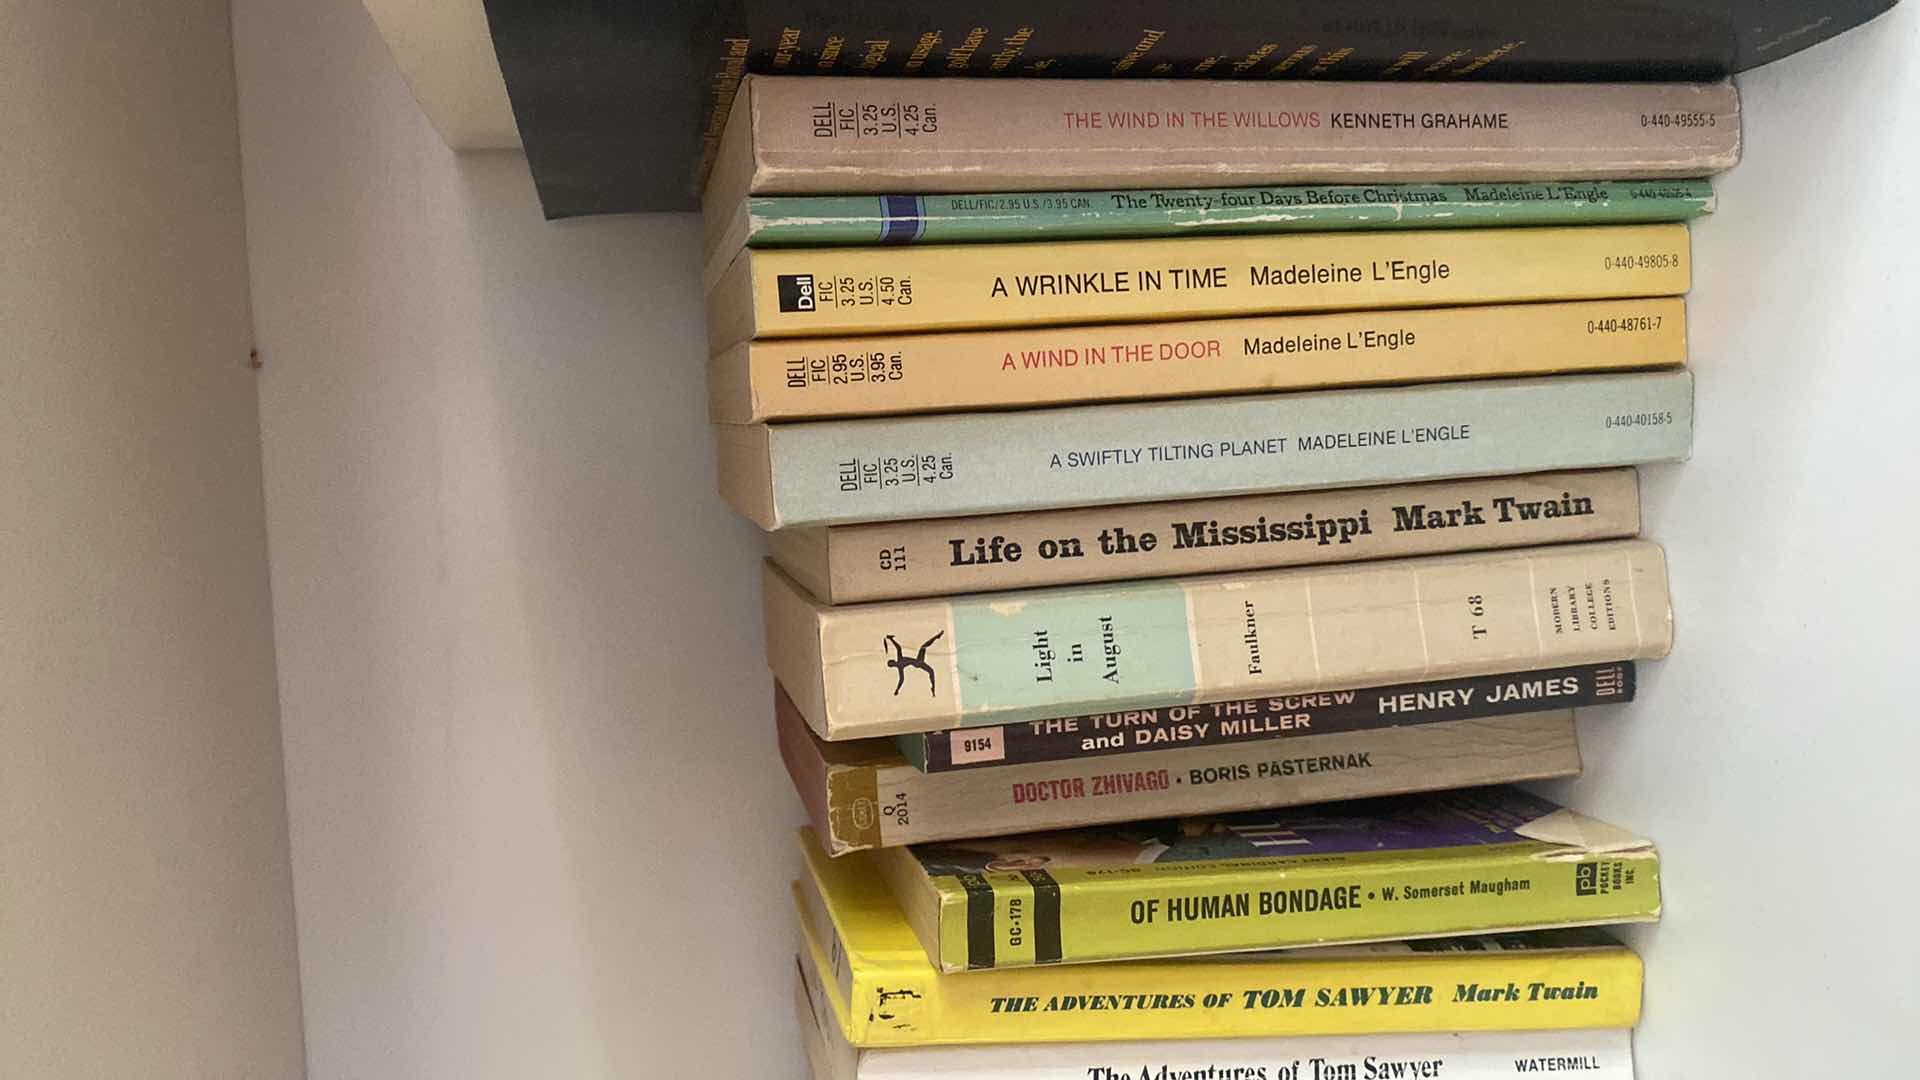 DELL FIC 3.25 U.S. 4.25 Can. THE WIND IN THE WILLOWS KENNETH GRAHAME 0-440-49555-5
DELL/FIC/2.95 U.S./3.95 CAN. The Twenty-four Days Before Christmas Madeleine L'Engle
Dell FIC 3.25 U.S. 4.50 Can. A WRINKLE IN TIME Madeleine L'Engle 0-440-49805-8
DELL FIC 2.95 U.S. 3.95 Can. A WIND IN THE DOOR Madeleine L'Engle 0-440-48761-7
DELL FIC 3.25 U.S. 4.25 Can. A SWIFTLY TILTING PLANET MADELEINE L'ENGLE 0-440-40158-5
CD 111 Life on the Mississippi Mark Twain
Light in August Faulkner T 68 MODERN LIBRARY COLLEGE EDITIONS
9154 THE TURN OF THE SCREW
and DAISY MILLER HENRY JAMES DELL
Q 2014 DOCTOR ZHIVAGO • BORIS PASTERNAK
GC•178 OF HUMAN BONDAGE • W. Somerset Maugham pb POCKET BOOKS INC.
THE ADVENTURES OF TOM SAWYER Mark Twain
The Adventures of Tom Sawyer WATERMILL